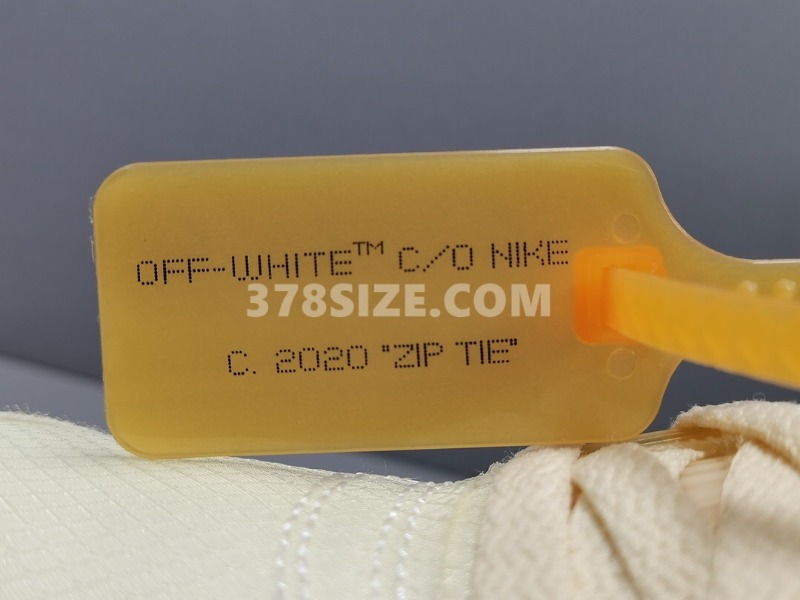 OFF-WHITE™ C/O NIKE
378SIZE.COM
C. 2020 "ZIP TIE"